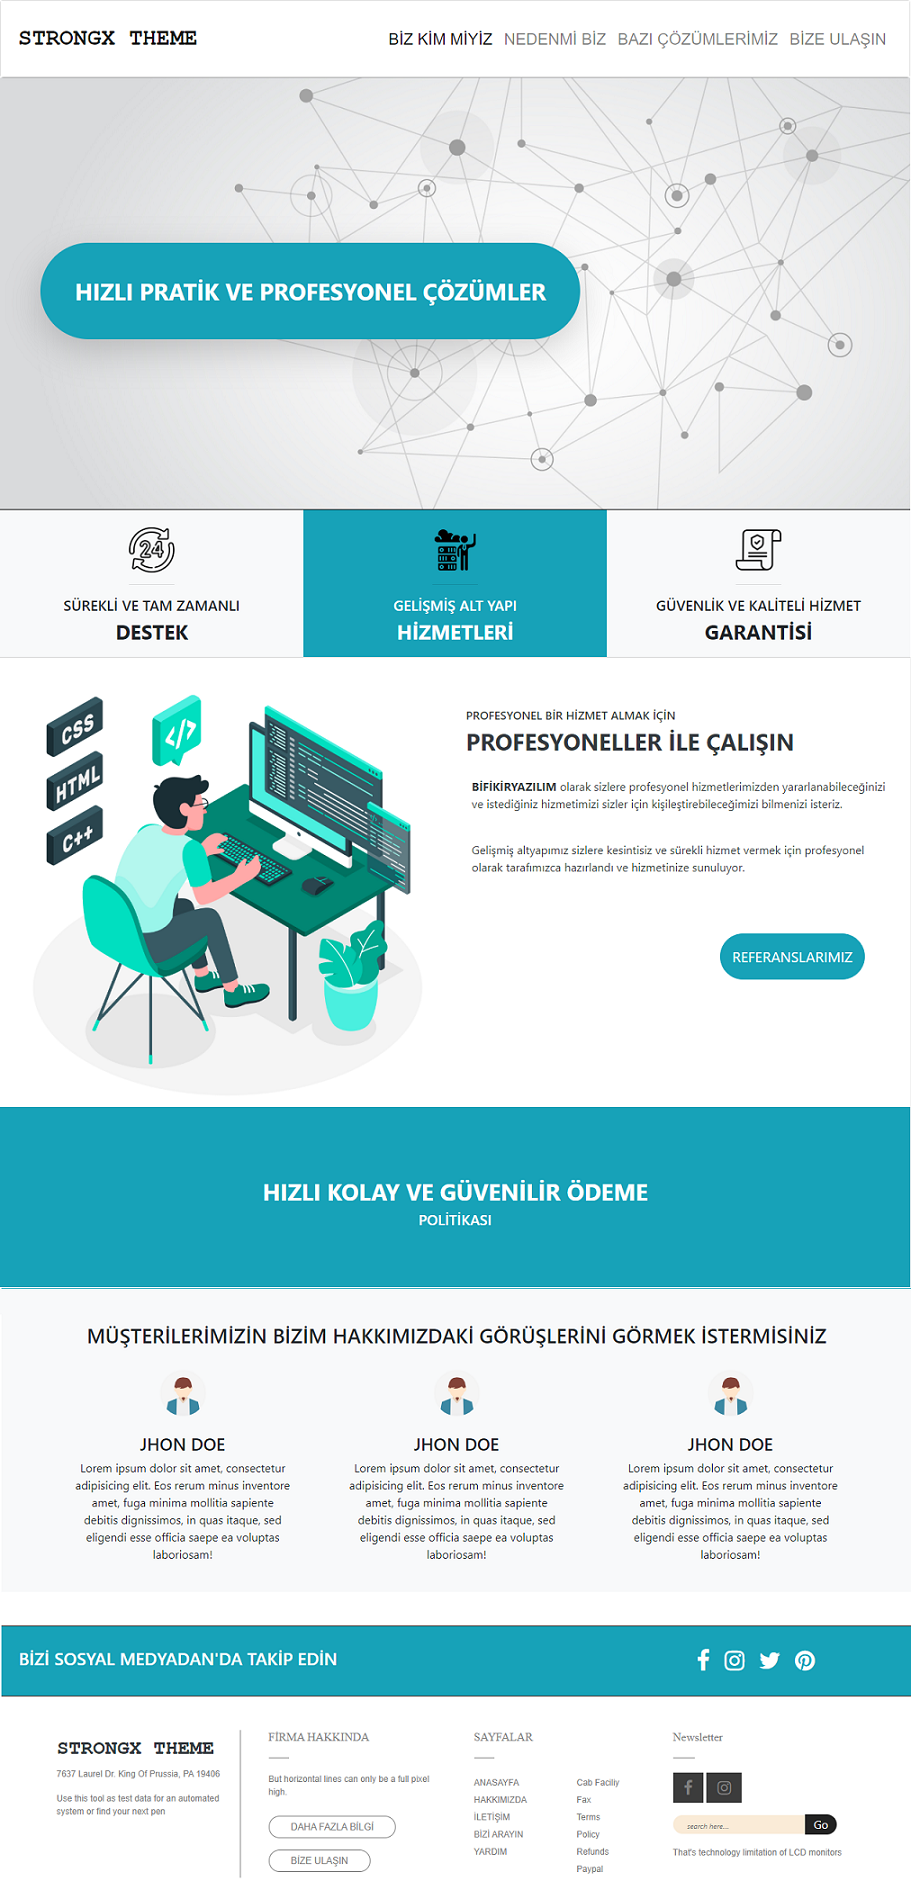 STRONGX THEME
BİZ KİM MİYİZ NEDENMİ BİZ BAZI ÇÖZÜMLERİMİZ BİZE ULAŞIN
HIZLI PRATİK VE PROFESYONEL ÇÖZÜMLER
24
SÜREKLİ VE TAM ZAMANLI
DESTEK
GELİŞMİŞ ALT YAPI
HİZMETLERİ
GÜVENLİK VE KALİTELİ HİZMET
GARANTİSİ
CSS
</>
HTML
C++
PROFESYONEL BİR HİZMET ALMAK İÇİN
PROFESYONELLER İLE ÇALIŞIN
BİFİKİRYAZILIM olarak sizlere profesyonel hizmetlerimizden yararlanabileceğinizi
ve istediğiniz hizmetimizi sizler için kişileştirebileceğimizi bilmenizi isteriz.
Gelişmiş altyapımız sizlere kesintisiz ve sürekli hizmet vermek için profesyonel
olarak tarafımızca hazırlandı ve hizmetinize sunuluyor.
REFERANSLARIMIZ
HIZLI KOLAY VE GÜVENİLİR ÖDEME
POLİTİKASI
MÜŞTERİLERİMİZİN BİZİM HAKKIMIZDAKİ GÖRÜŞLERİNİ GÖRMEK İSTERMİSİNİZ
JHON DOE
Lorem ipsum dolor sit amet, consectetur
adipisicing elit. Eos rerum minus inventore
amet, fuga minima mollitia sapiente
debitis dignissimos, in quas itaque, sed
eligendi esse officia saepe ea voluptas
laboriosam!
JHON DOE
Lorem ipsum dolor sit amet, consectetur
adipisicing elit. Eos rerum minus inventore
amet, fuga minima mollitia sapiente
debitis dignissimos, in quas itaque, sed
eligendi esse officia saepe ea voluptas
laboriosam!
JHON DOE
Lorem ipsum dolor sit amet, consectetur
adipisicing elit. Eos rerum minus inventore
amet, fuga minima mollitia sapiente
debitis dignissimos, in quas itaque, sed
eligendi esse officia saepe ea voluptas
laboriosam!
BİZİ SOSYAL MEDYADAN'DA TAKİP EDİN
STRONGX THEME
7637 Laurel Dr. King Of Prussia, PA 19406
Use this tool as test data for an automated
system or find your next pen
FİRMA HAKKINDA
But horizontal lines can only be a full pixel
high.
DAHA FAZLA BİLGİ
BİZE ULAŞIN
SAYFALAR
ANASAYFA
HAKKIMIZDA
İLETİŞİM
BİZİ ARAYIN
YARDIM
Cab Faciliy
Fax
Terms
Policy
Refunds
Paypal
Newsletter
search here...
Go
That's technology limitation of LCD monitors